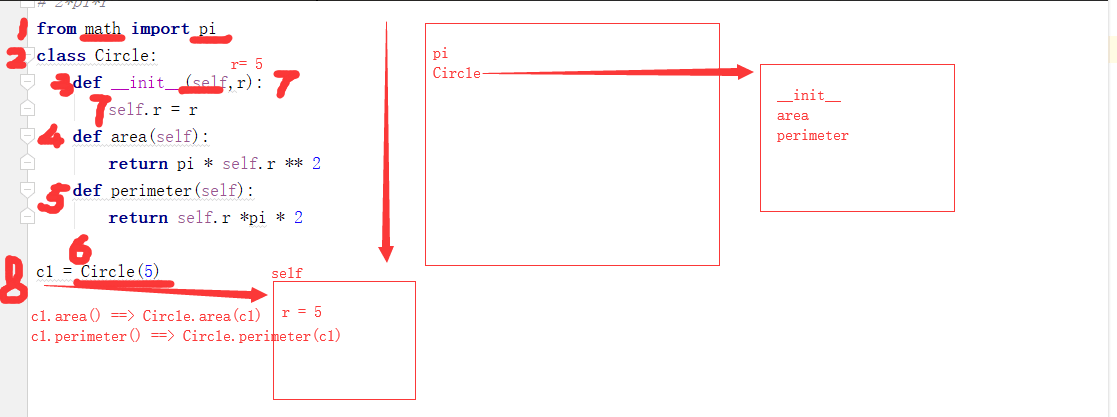 # 2*pi*r
1 from math import pi
2 class Circle:
r= 5
3 def __init__(self,r): 7
7 self.r = r
4 def area(self):
return pi * self.r ** 2
5 def perimeter(self):
return self.r *pi * 2
6
8 c1 = Circle(5)
self
r = 5
c1.area() ==> Circle.area(c1)
c1.perimeter() ==> Circle.perimeter(c1)
pi
Circle
__init__
area
perimeter